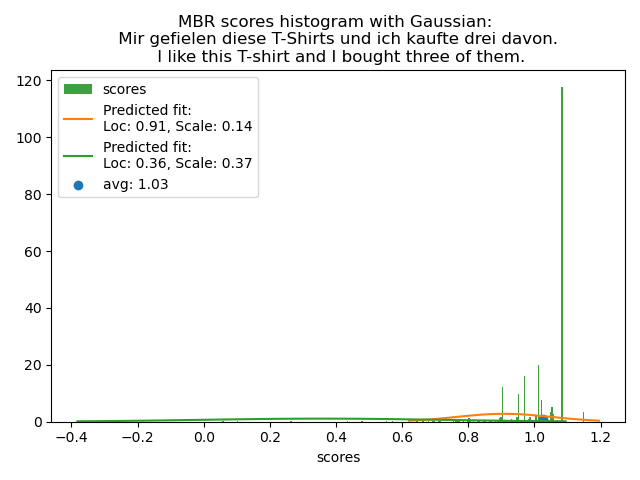 MBR scores histogram with Gaussian:
Mir gefielen diese T-Shirts und ich kaufte drei davon.
I like this T-shirt and I bought three of them.
scores
Predicted fit:
Loc: 0.91, Scale: 0.14
Predicted fit:
Loc: 0.36, Scale: 0.37
avg: 1.03
120
100
80
60
40
20
0
−0.4 −0.2 0.0 0.2 0.4 0.6 0.8 1.0 1.2
scores